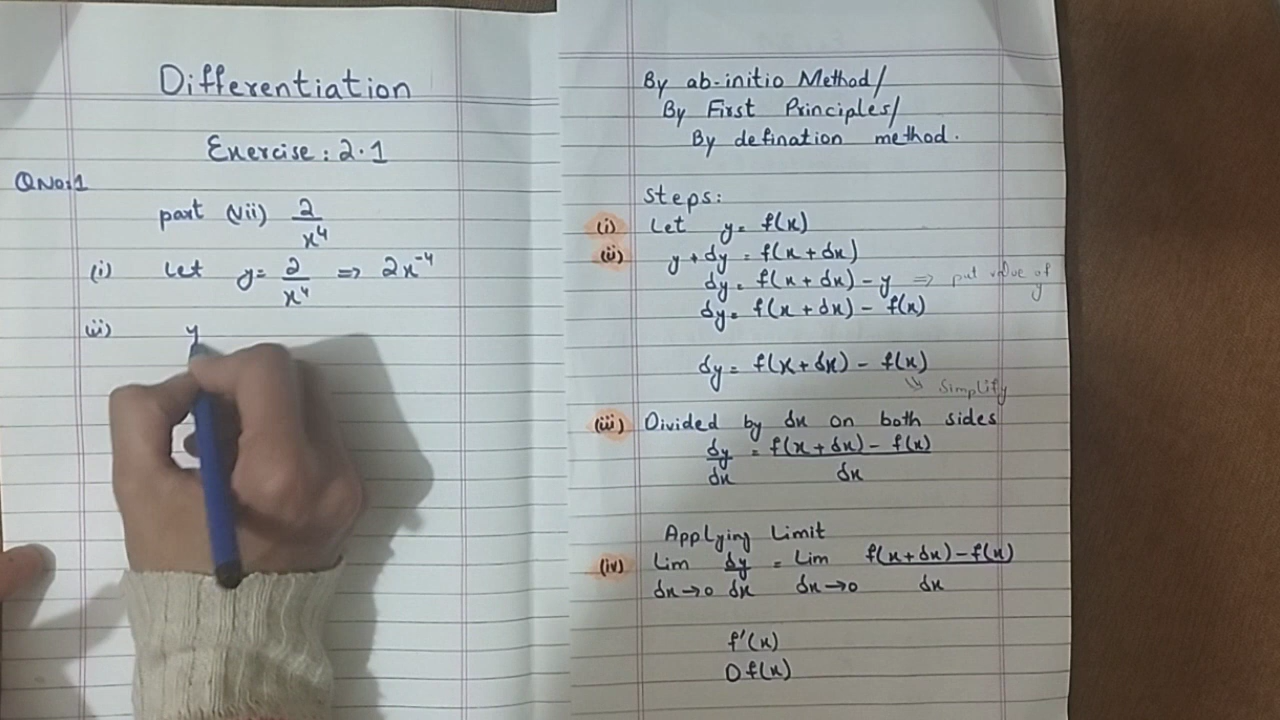 Differentiation
Exercise: 2.1
QNo:1
part (vii) 2/x⁴
(i) Let y = 2/x⁴ ⇒ 2x⁻⁴
(ii) y
By ab-initio Method/
By First Principles/
By defination method.
Steps:
(i) Let y = f(x)
(ii) y + δy = f(x + δx)
δy = f(x + δx) - y ⇒ put value of y
δy = f(x + δx) - f(x)
δy = f(x + δx) - f(x)
↘ Simplify
(iii) Divided by δx on both sides
δy/δx = f(x + δx) - f(x)/δx
Applying Limit
(iv) Lim δx→0 δy/δx = Lim δx→0 f(x + δx) - f(x)/δx
f'(x)
Df(x)